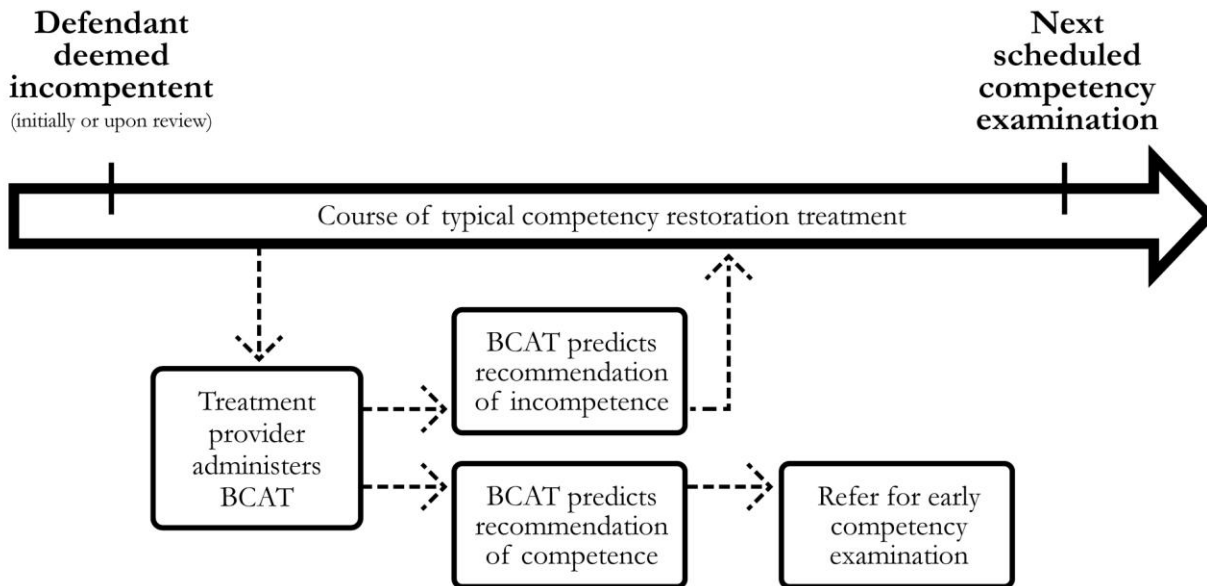 Defendant
deemed
incompentent
(initially or upon review)
Next
scheduled
competency
examination
Course of typical competency restoration treatment
Treatment
provider
administers
BCAT
BCAT predicts
recommendation
of incompetence
BCAT predicts
recommendation
of competence
Refer for early
competency
examination